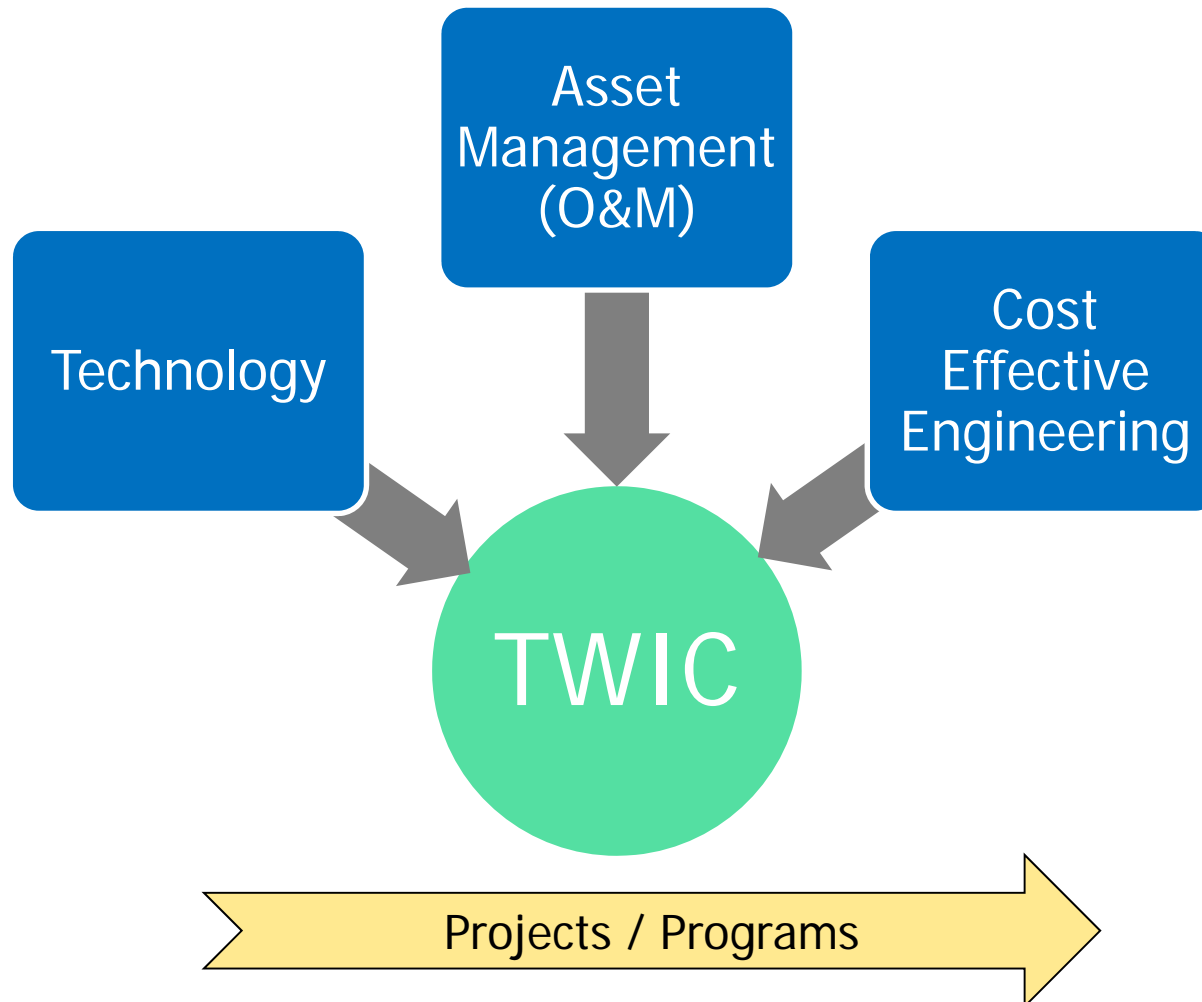 Asset
Management
(O&M)
Technology
Cost
Effective
Engineering
TWIC
Projects / Programs